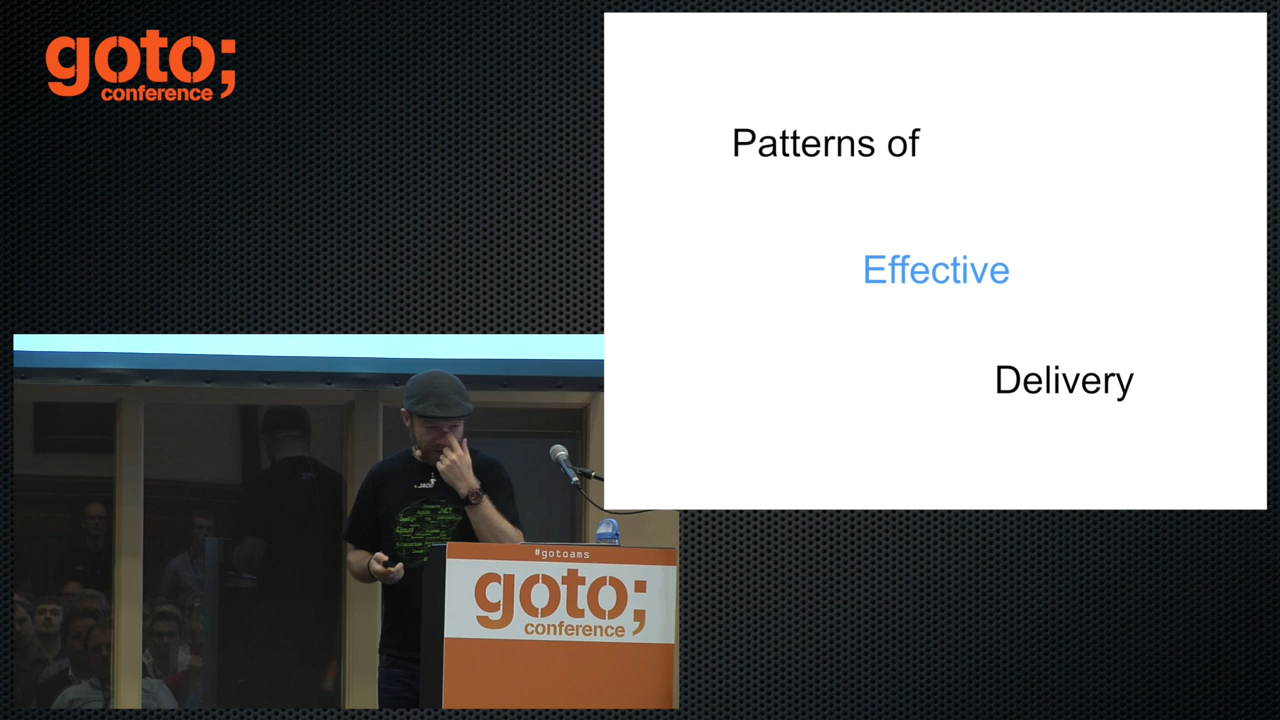 goto;
conference
Patterns of
Effective
Delivery
#gotoams
goto;
conference